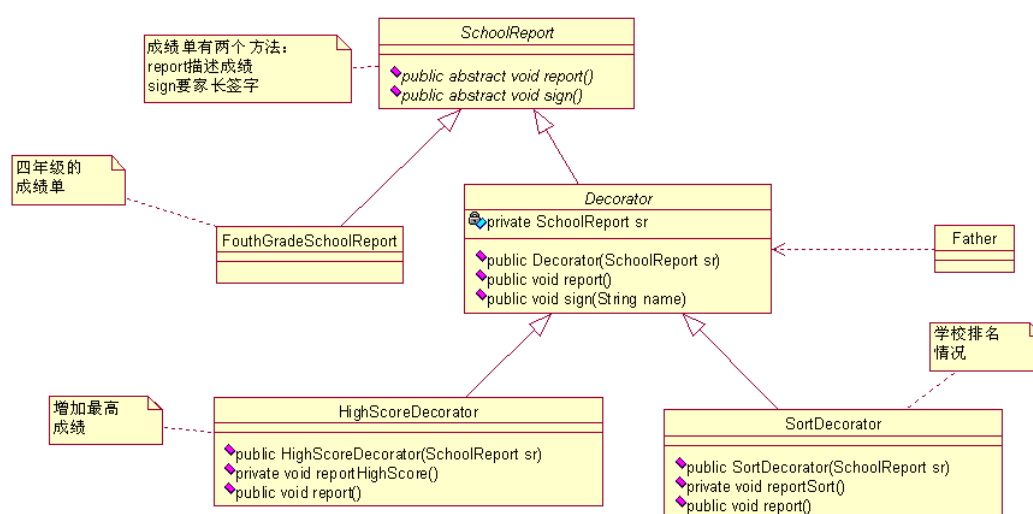 SchoolReport
public abstract void report()
public abstract void sign()
成绩单有两个方法：
report描述成绩
sign要家长签字
四年级的
成绩单
FouthGradeSchoolReport
Decorator
private SchoolReport sr
public Decorator(SchoolReport sr)
public void report()
public void sign(String name)
Father
学校排名
情况
增加最高
成绩
HighScoreDecorator
public HighScoreDecorator(SchoolReport sr)
private void reportHighScore()
public void report()
SortDecorator
public SortDecorator(SchoolReport sr)
private void reportSort()
public void report()